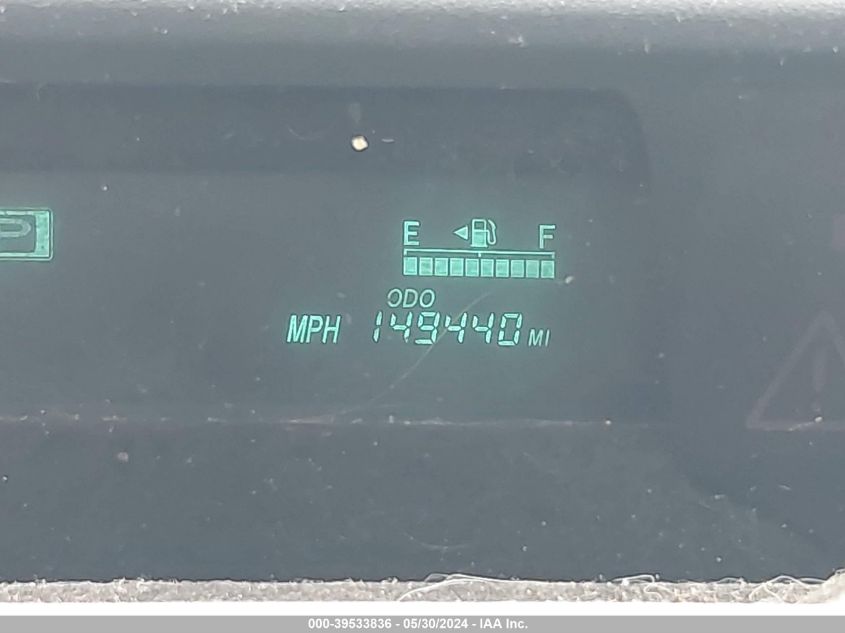 P
E F
ODO
MPH 149440 MI
000-39533836 - 05/30/2024 - IAA Inc.